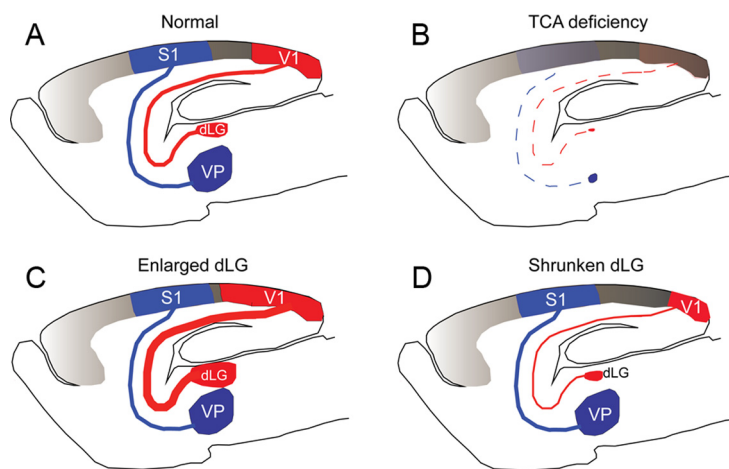 A
Normal
S1
V1
dLG
VP
B
TCA deficiency
C
Enlarged dLG
S1
V1
dLG
VP
D
Shrunken dLG
S1
V1
dLG
VP